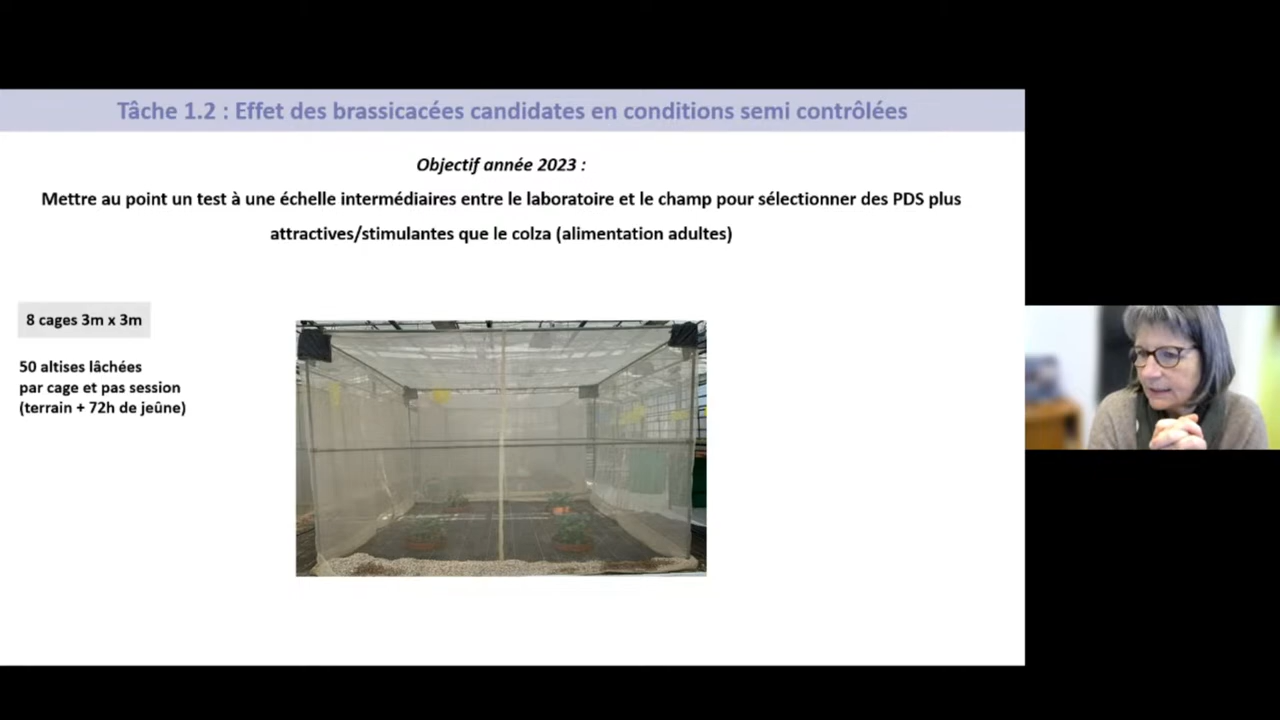 Tâche 1.2 : Effet des brassicacées candidates en conditions semi contrôlées
Objectif année 2023 :
Mettre au point un test à une échelle intermédiaires entre le laboratoire et le champ pour sélectionner des PDS plus
attractives/stimulantes que le colza (alimentation adultes)
8 cages 3m x 3m
50 altises lâchées
par cage et pas session
(terrain + 72h de jeûne)